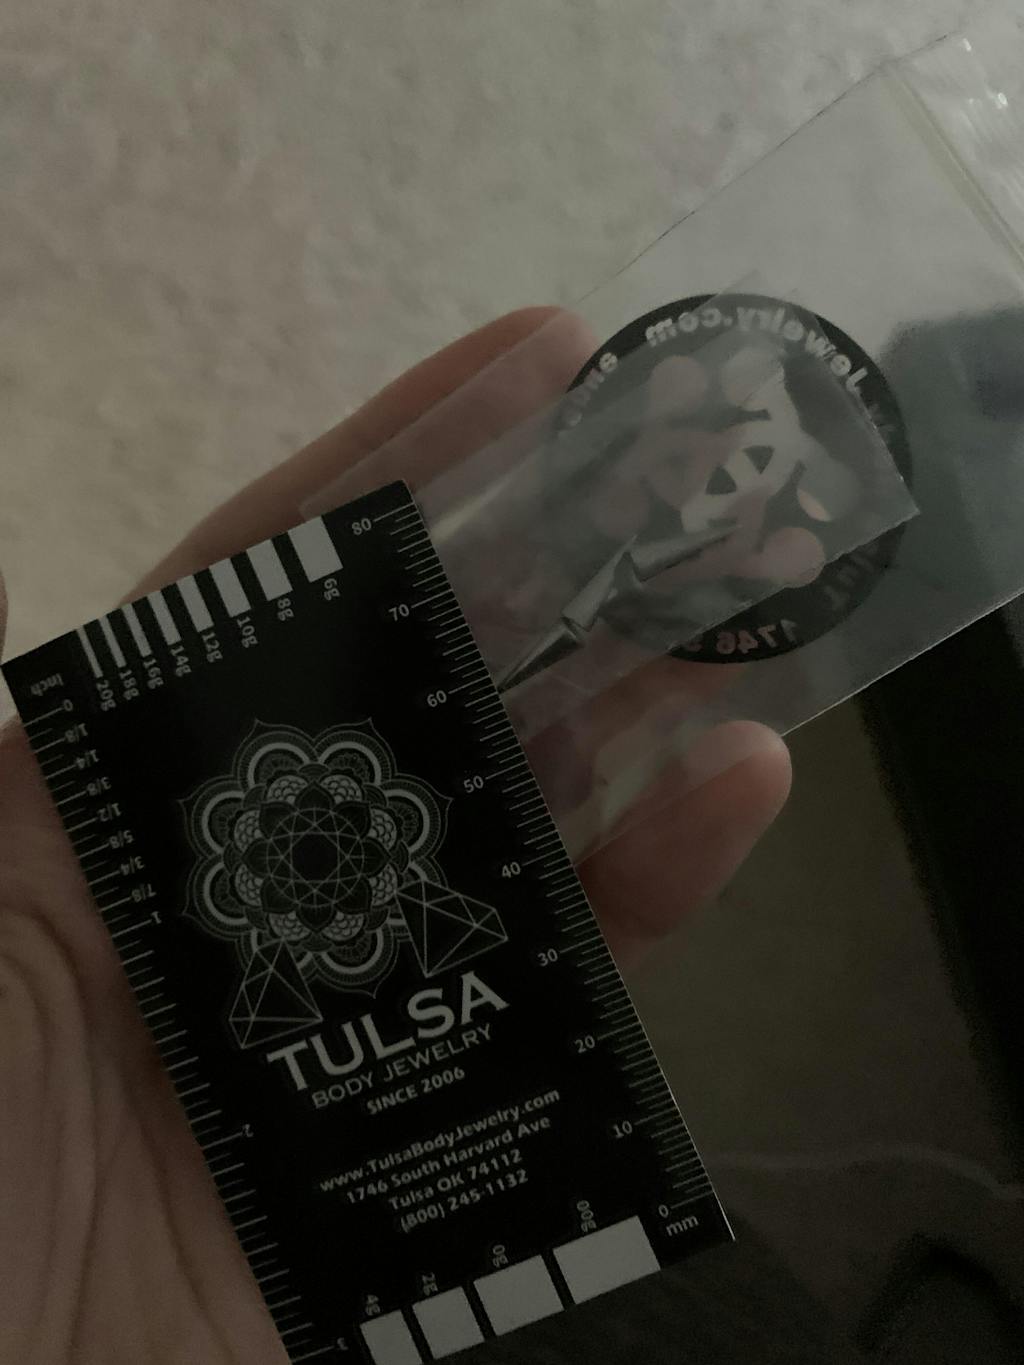 80
70
60
50
40
30
20
10
0
mm
6g
8g
10g
12g
14g
16g
18g
20g
Inch
0
1/8
1/4
3/8
1/2
5/8
3/4
7/8
1
2
3
TULSA
BODY JEWELRY
SINCE 2006
www.TulsaBodyJewelry.com
1746 South Harvard Ave
Tulsa OK 74112
(800) 245-1132
4g
2g
0g
00g
Jewelry.com
1746 S